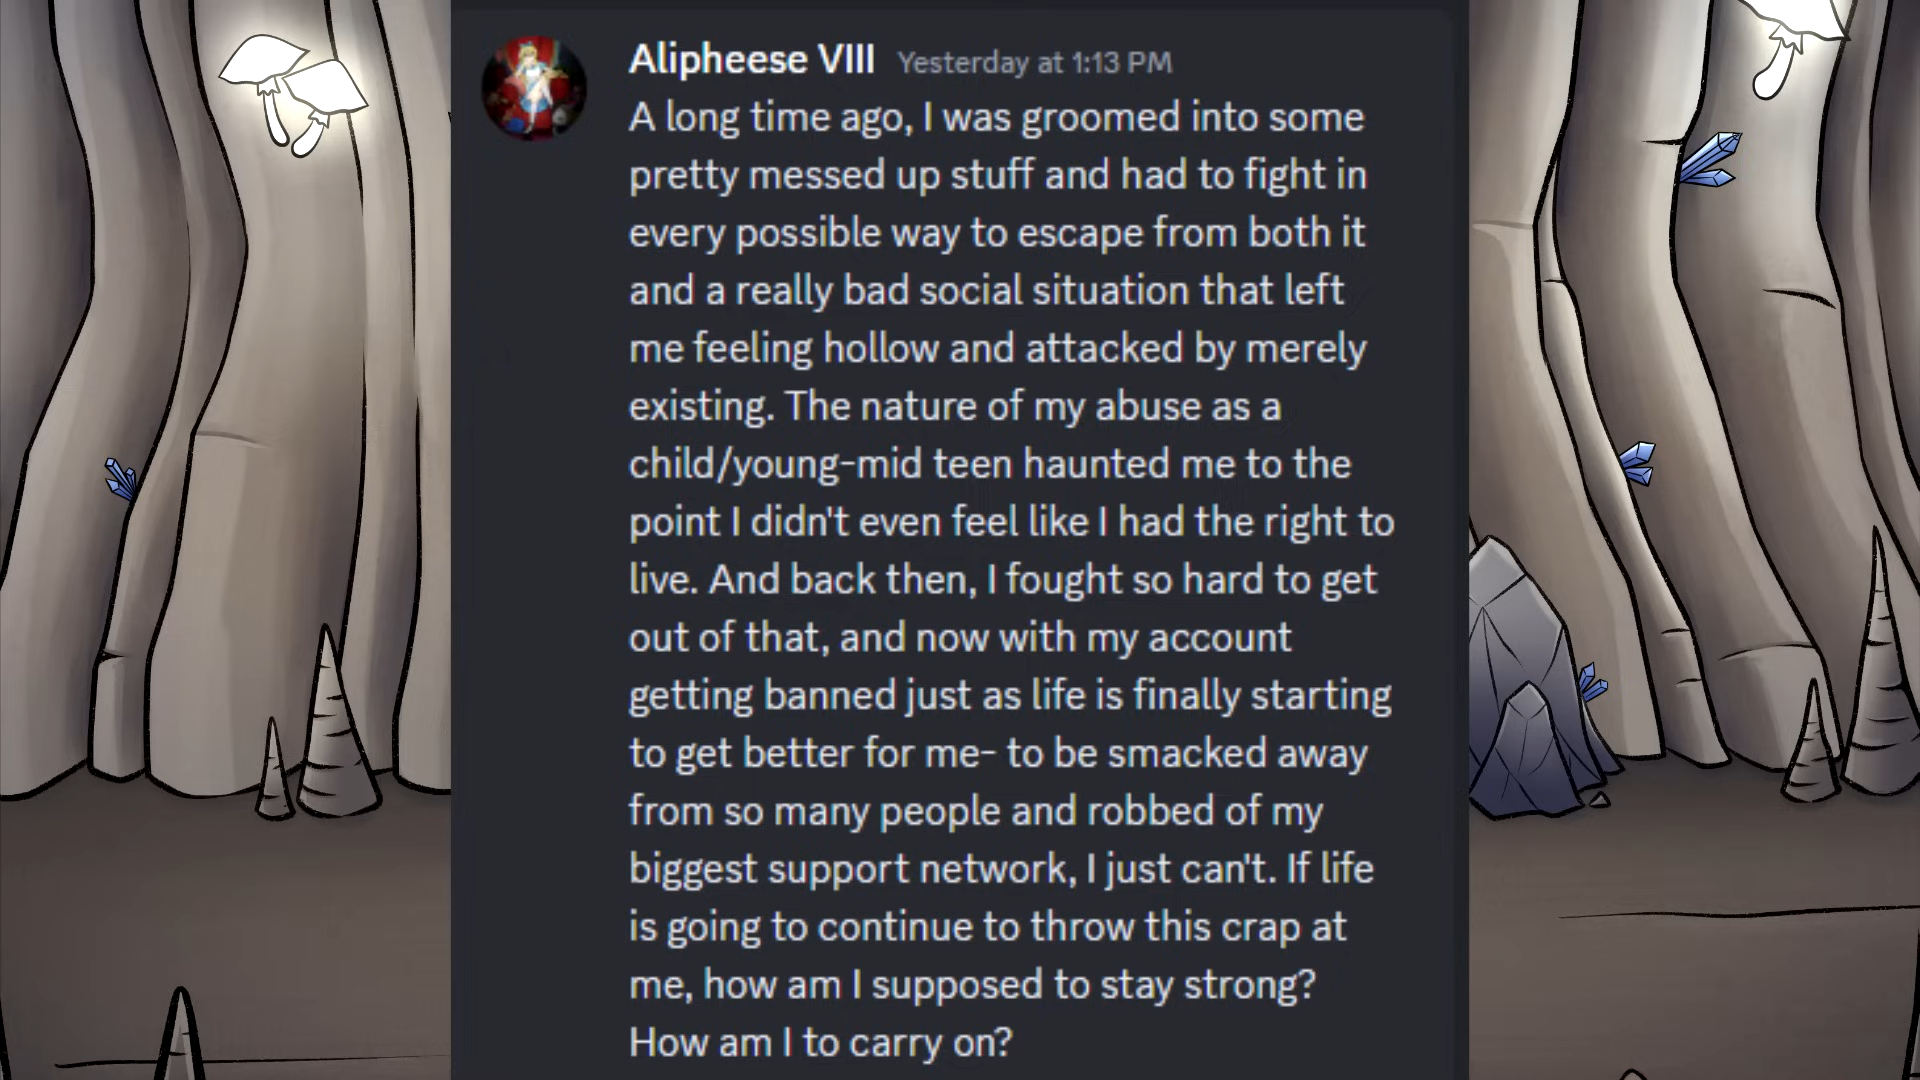 Alipheese VIII Yesterday at 1:13 PM
A long time ago, I was groomed into some
pretty messed up stuff and had to fight in
every possible way to escape from both it
and a really bad social situation that left
me feeling hollow and attacked by merely
existing. The nature of my abuse as a
child/young-mid teen haunted me to the
point I didn't even feel like I had the right to
live. And back then, I fought so hard to get
out of that, and now with my account
getting banned just as life is finally starting
to get better for me- to be smacked away
from so many people and robbed of my
biggest support network, I just can't. If life
is going to continue to throw this crap at
me, how am I supposed to stay strong?
How am I to carry on?